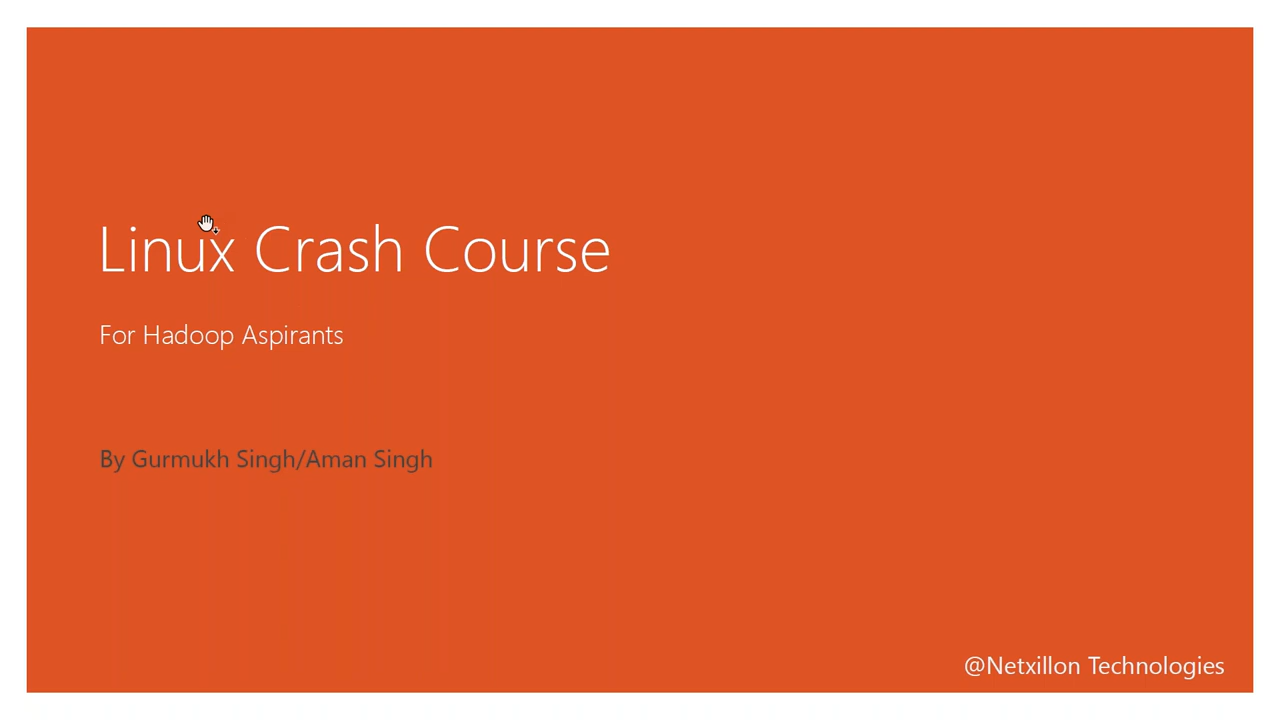 Linux Crash Course
For Hadoop Aspirants
By Gurmukh Singh/Aman Singh
@Netxillon Technologies